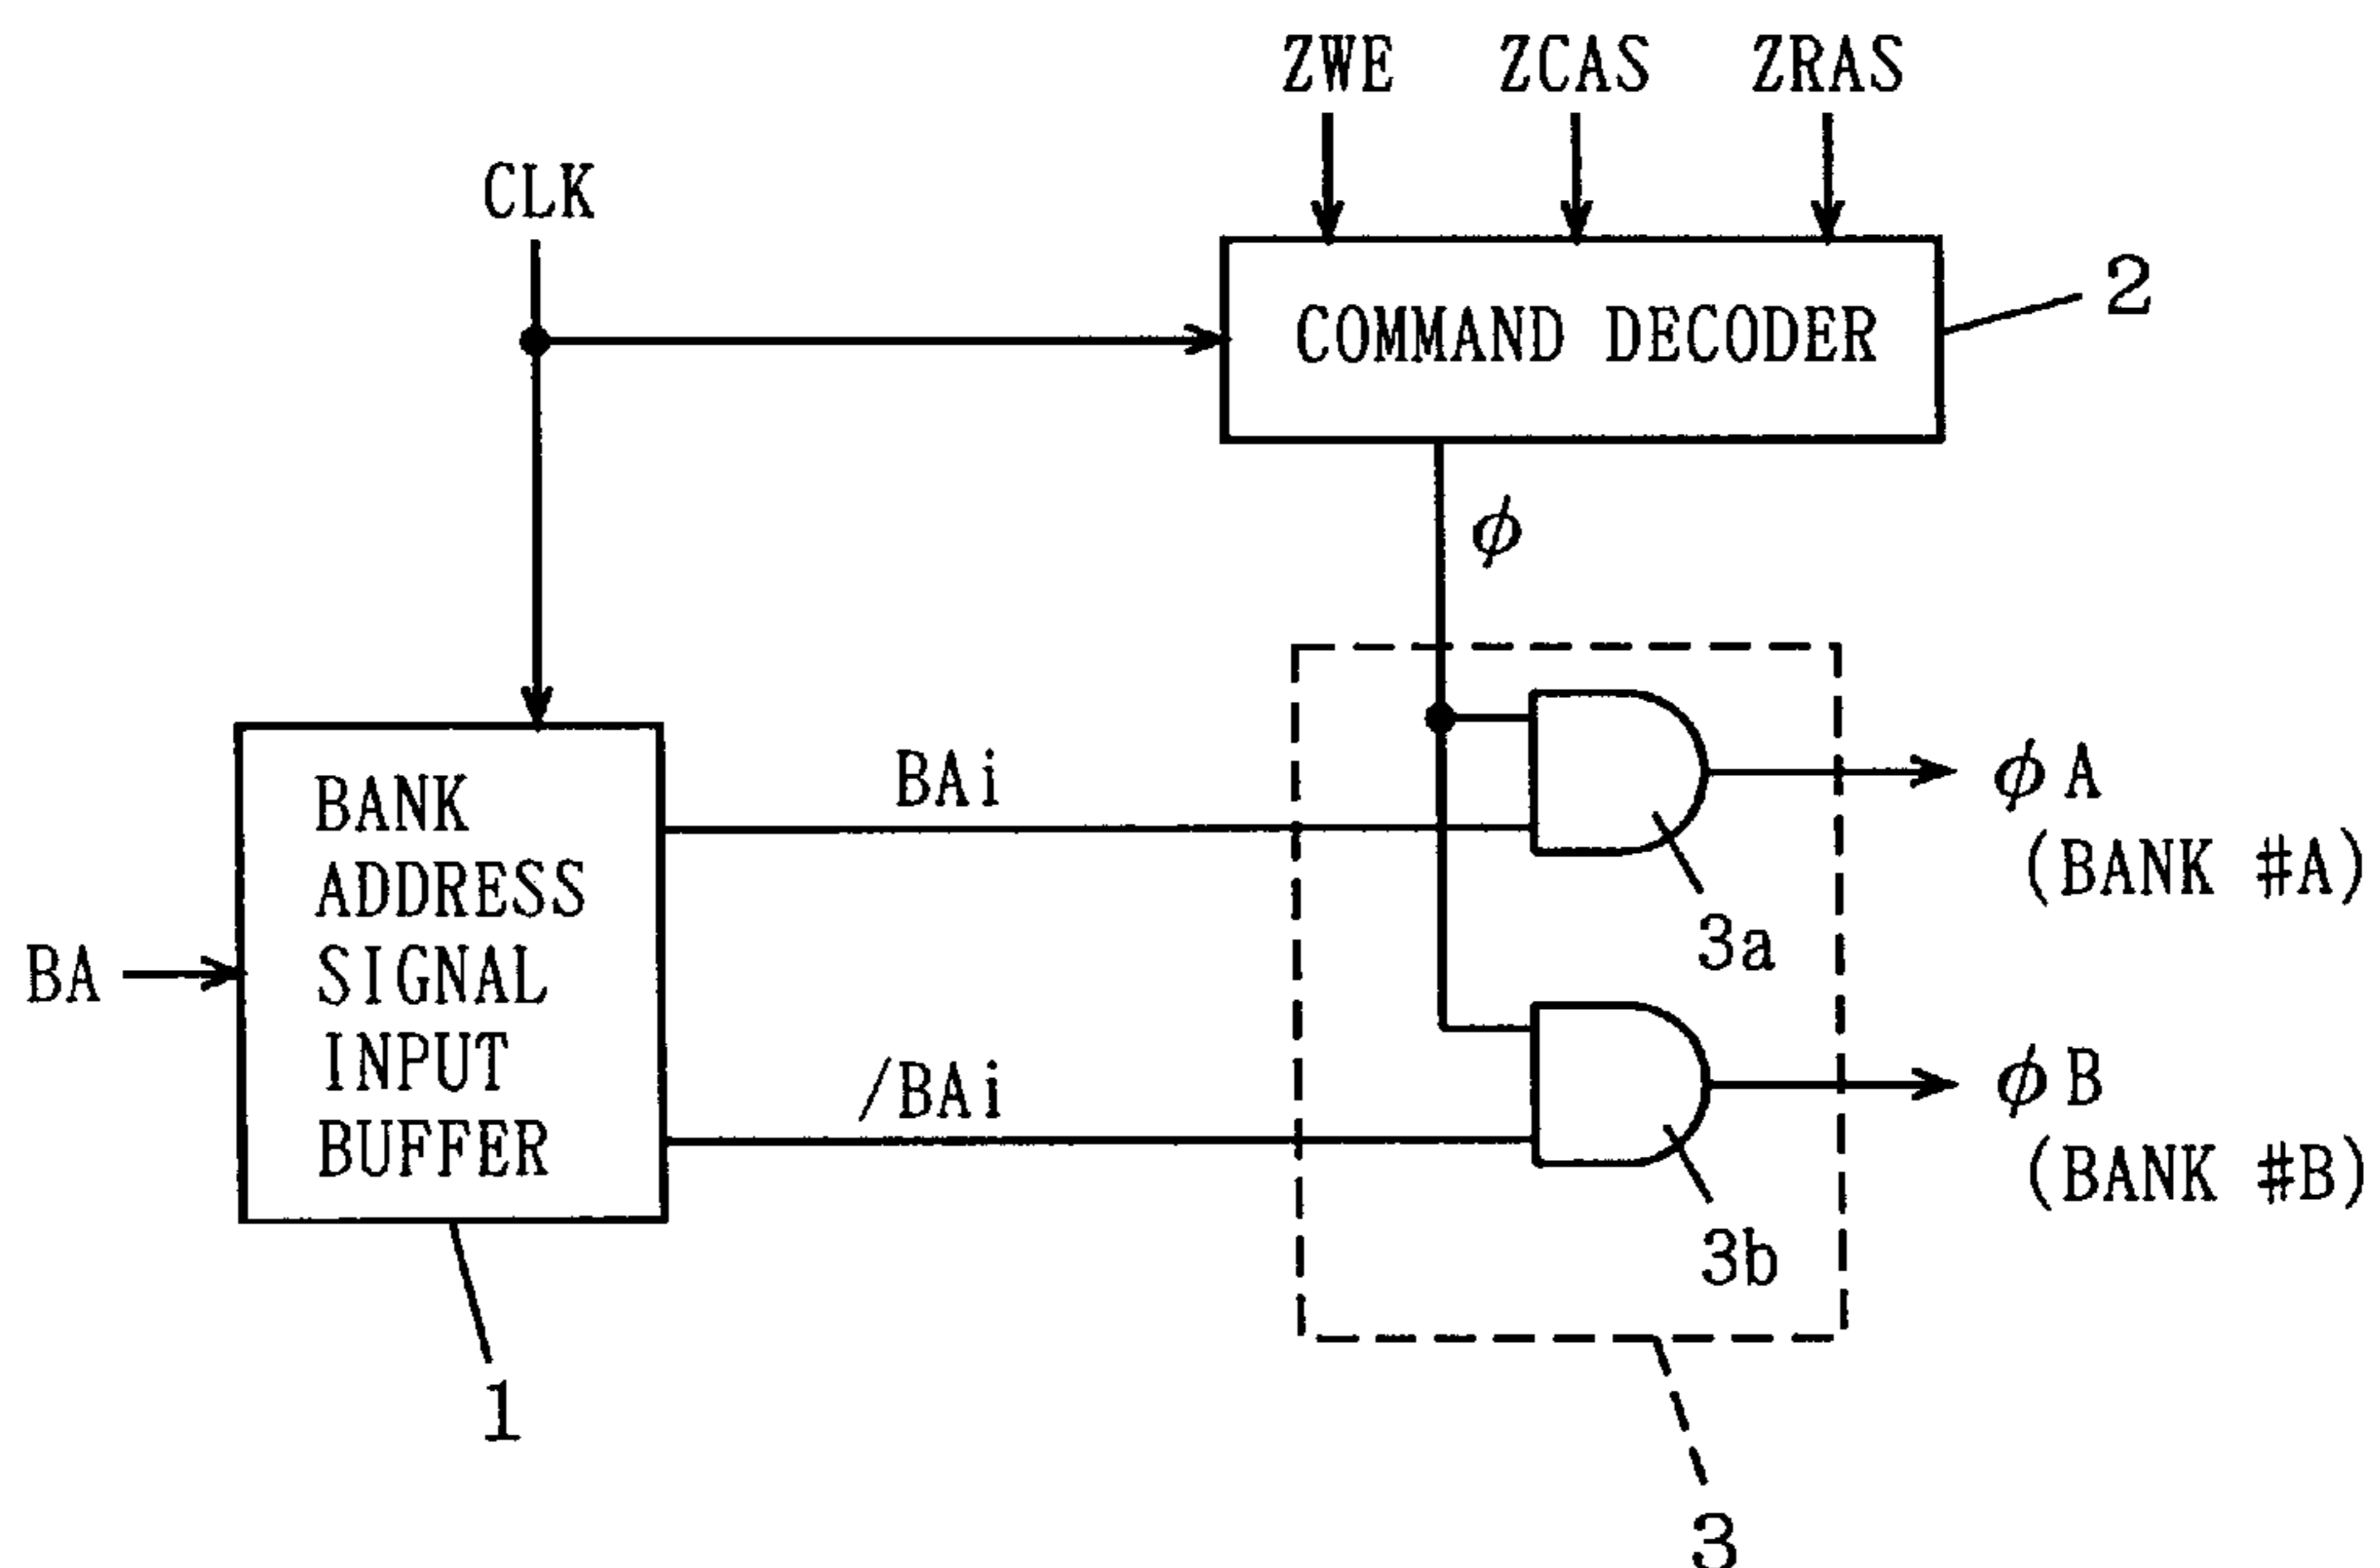 ZWE ZCAS ZRAS
CLK
COMMAND DECODER
2
ϕ
BANK
ADDRESS
SIGNAL
INPUT
BUFFER
BA
BAi
/BAi
ϕA
(BANK #A)
3a
ϕB
(BANK #B)
3b
1
3